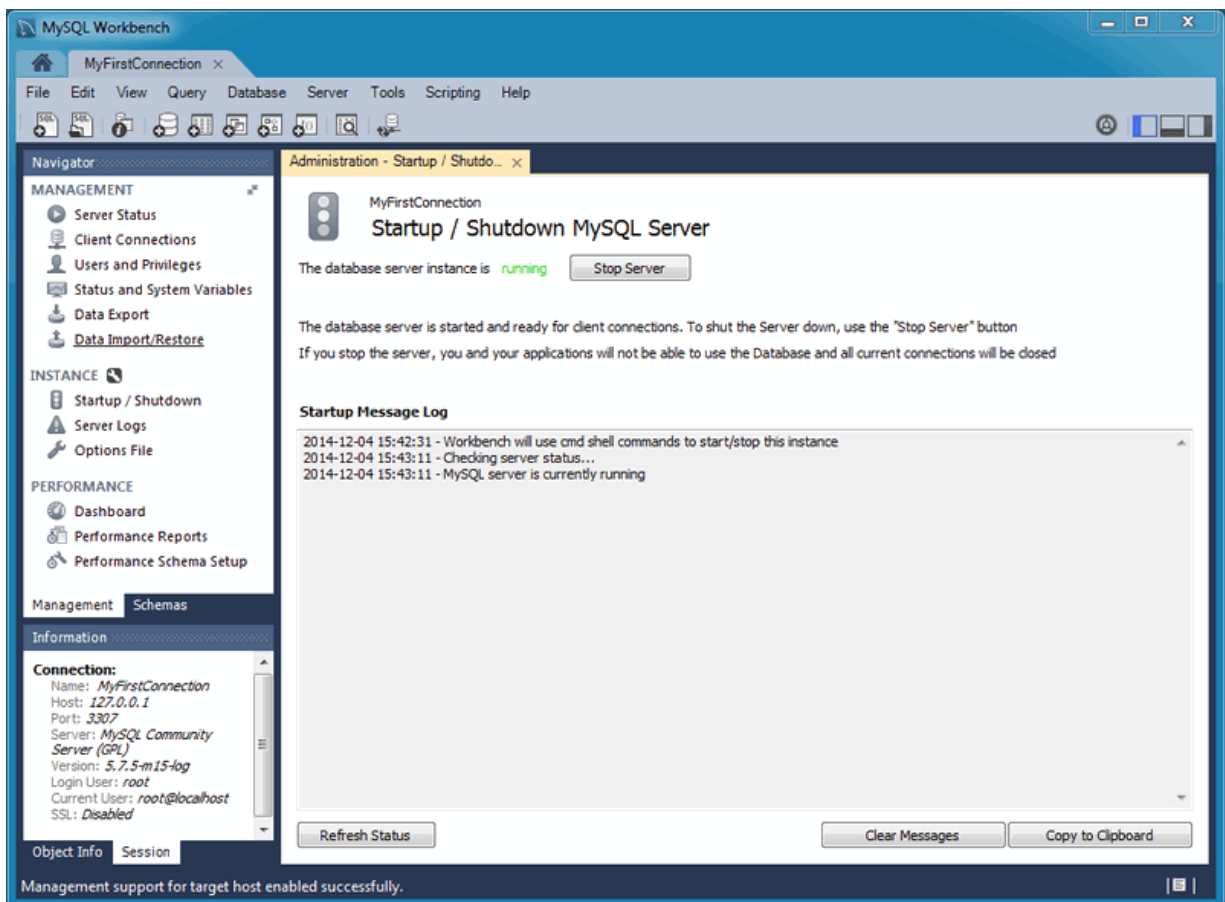 MySQL Workbench
MyFirstConnection
File Edit View Query Database Server Tools Scripting Help
SQL SQL
Navigator
MANAGEMENT
Server Status
Client Connections
Users and Privileges
Status and System Variables
Data Export
Data Import/Restore
INSTANCE
Startup / Shutdown
Server Logs
Options File
PERFORMANCE
Dashboard
Performance Reports
Performance Schema Setup
Management Schemas
Information
Connection:
Name: MyFirstConnection
Host: 127.0.0.1
Port: 3307
Server: MySQL Community
Server (GPL)
Version: 5.7.5-m15-log
Login User: root
Current User: root@localhost
SSL: Disabled
Object Info Session
Administration - Startup / Shutdo...
MyFirstConnection
Startup / Shutdown MySQL Server
The database server instance is running Stop Server
The database server is started and ready for client connections. To shut the Server down, use the "Stop Server" button
If you stop the server, you and your applications will not be able to use the Database and all current connections will be closed
Startup Message Log
2014-12-04 15:42:31 - Workbench will use cmd shell commands to start/stop this instance
2014-12-04 15:43:11 - Checking server status...
2014-12-04 15:43:11 - MySQL server is currently running
Refresh Status Clear Messages Copy to Clipboard
Management support for target host enabled successfully.